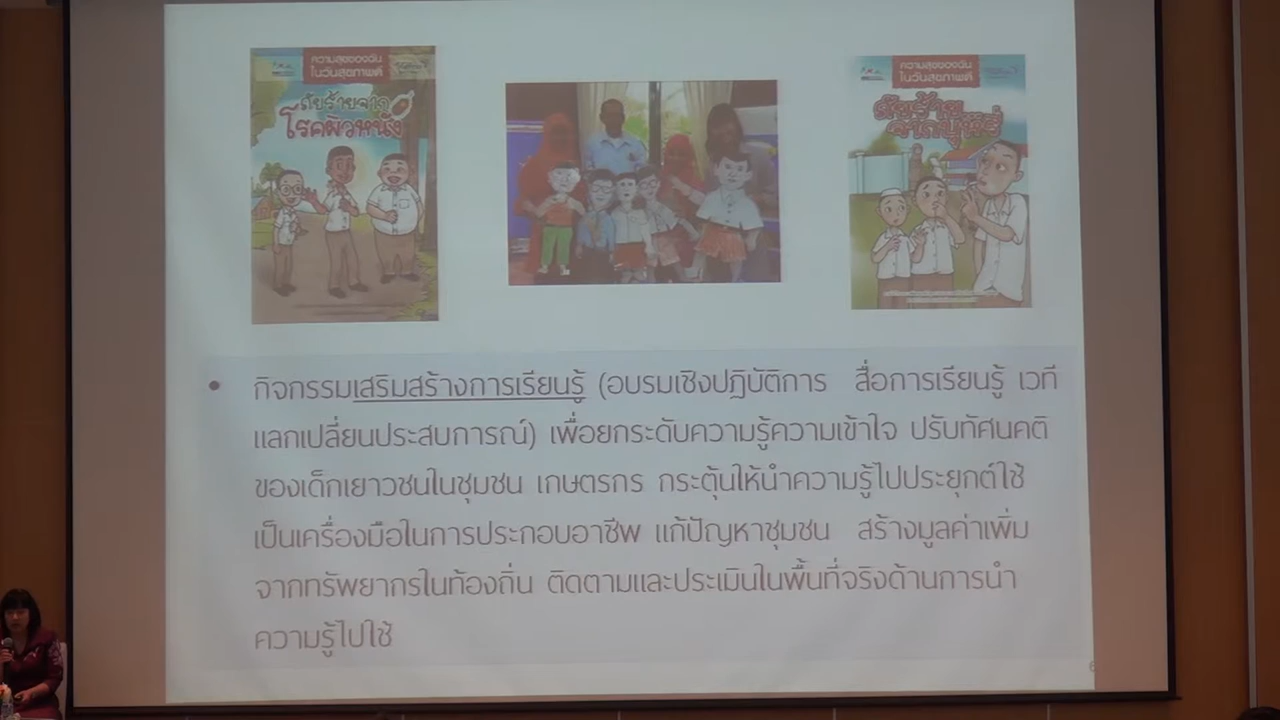 ความสุขของฉัน
ในวันสุขภาพดี
ภัยร้ายจาก
โรคผิวหนัง
ความสุขของฉัน
ในวันสุขภาพดี
ภัยร้าย
จากบุหรี่
• กิจกรรมเสริมสร้างการเรียนรู้ (อบรมเชิงปฏิบัติการ สื่อการเรียนรู้ เวที
แลกเปลี่ยนประสบการณ์) เพื่อยกระดับความรู้ความเข้าใจ ปรับทัศนคติ
ของเด็กเยาวชนในชุมชน เกษตรกร กระตุ้นให้นำความรู้ไปประยุกต์ใช้
เป็นเครื่องมือในการประกอบอาชีพ แก้ปัญหาชุมชน สร้างมูลค่าเพิ่ม
จากทรัพยากรในท้องถิ่น ติดตามและประเมินในพื้นที่จริงด้านการนำ
ความรู้ไปใช้